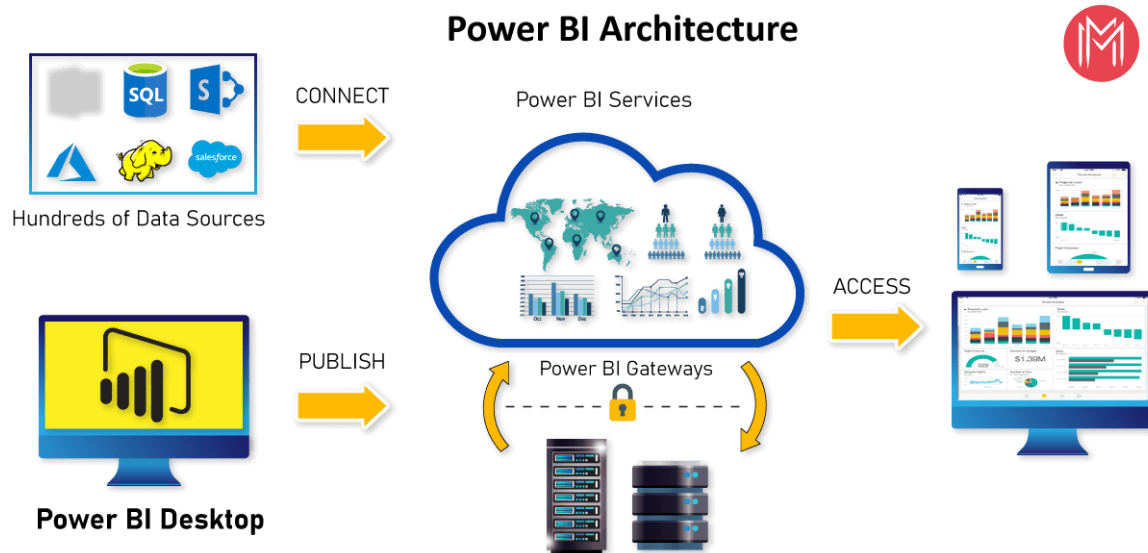 Power BI Architecture
SQL
S
salesforce
Hundreds of Data Sources
CONNECT
Power BI Services
Oct Nov Dec
PUBLISH
Power BI Desktop
Power BI Gateways
ACCESS
$1.39M